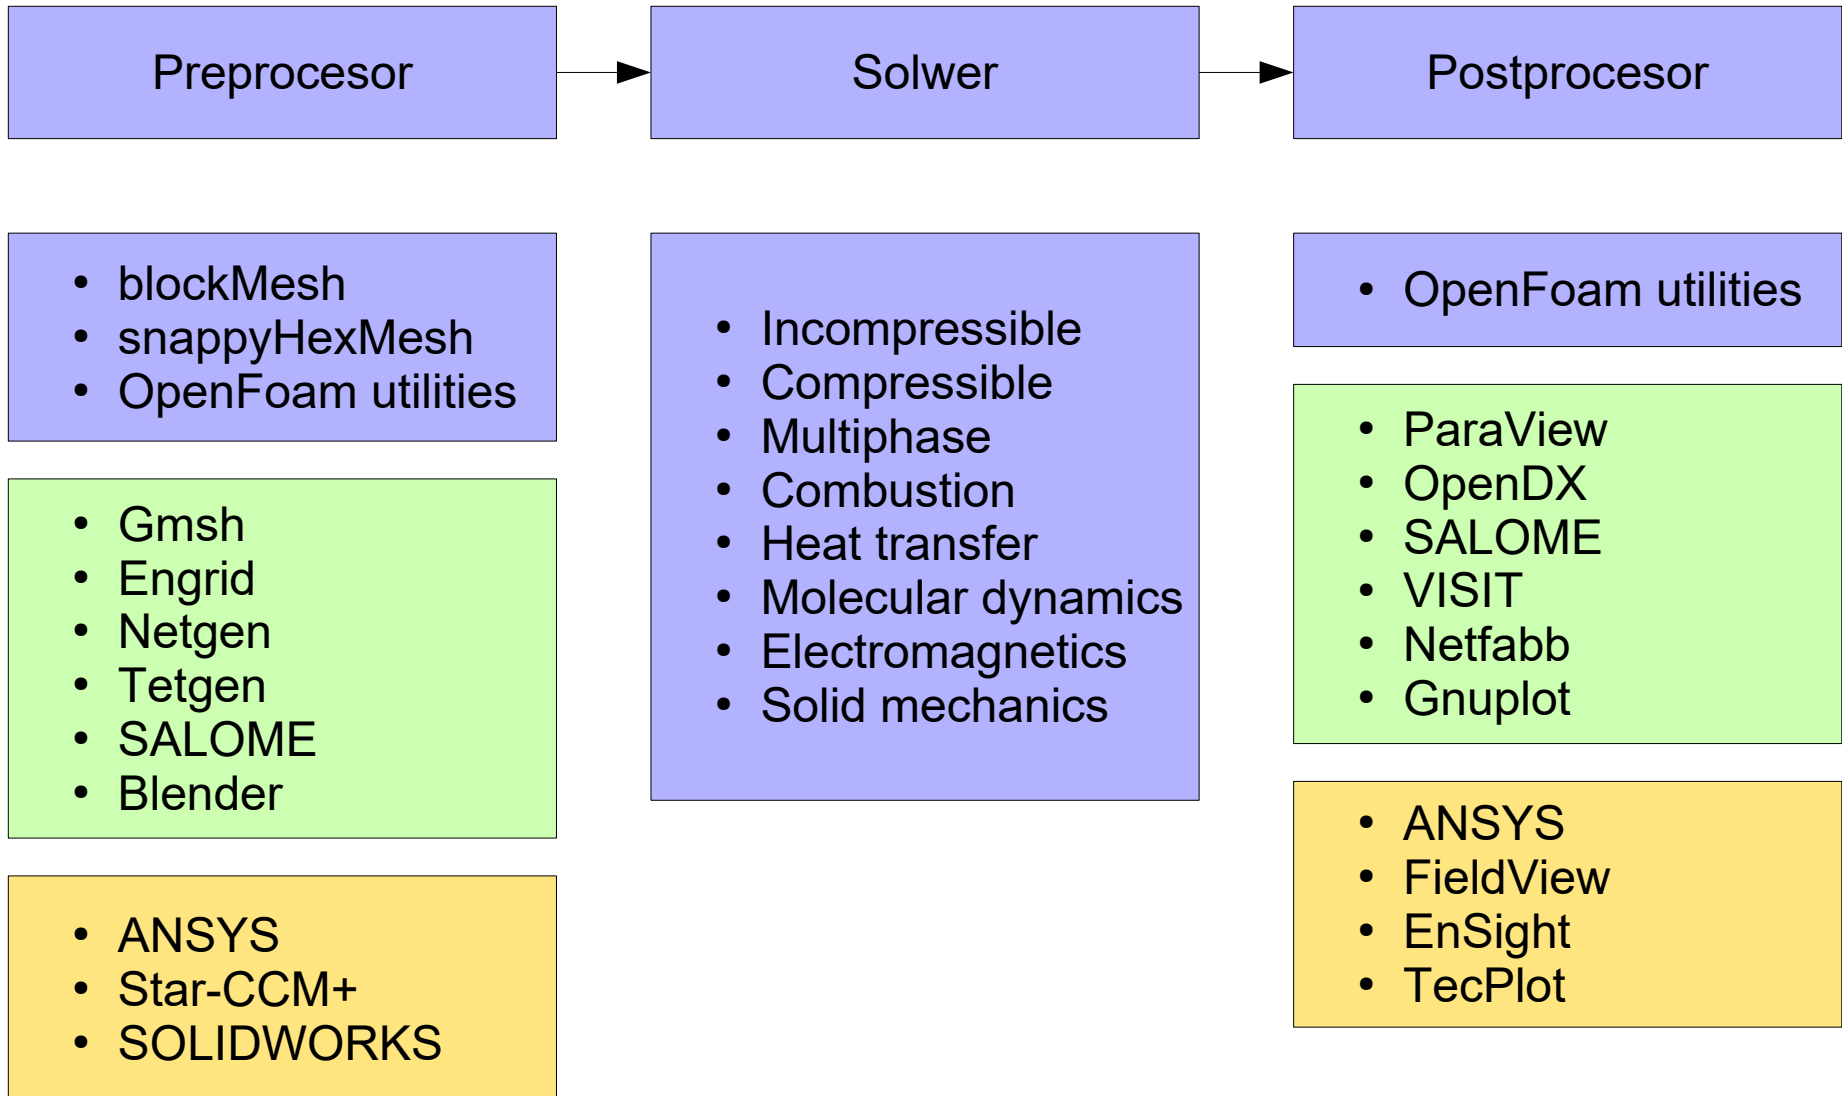 Preprocesor
Solwer
Postprocesor
• blockMesh
• snappyHexMesh
• OpenFoam utilities
• Gmsh
• Engrid
• Netgen
• Tetgen
• SALOME
• Blender
• ANSYS
• Star-CCM+
• SOLIDWORKS
• Incompressible
• Compressible
• Multiphase
• Combustion
• Heat transfer
• Molecular dynamics
• Electromagnetics
• Solid mechanics
• OpenFoam utilities
• ParaView
• OpenDX
• SALOME
• VISIT
• Netfabb
• Gnuplot
• ANSYS
• FieldView
• EnSight
• TecPlot